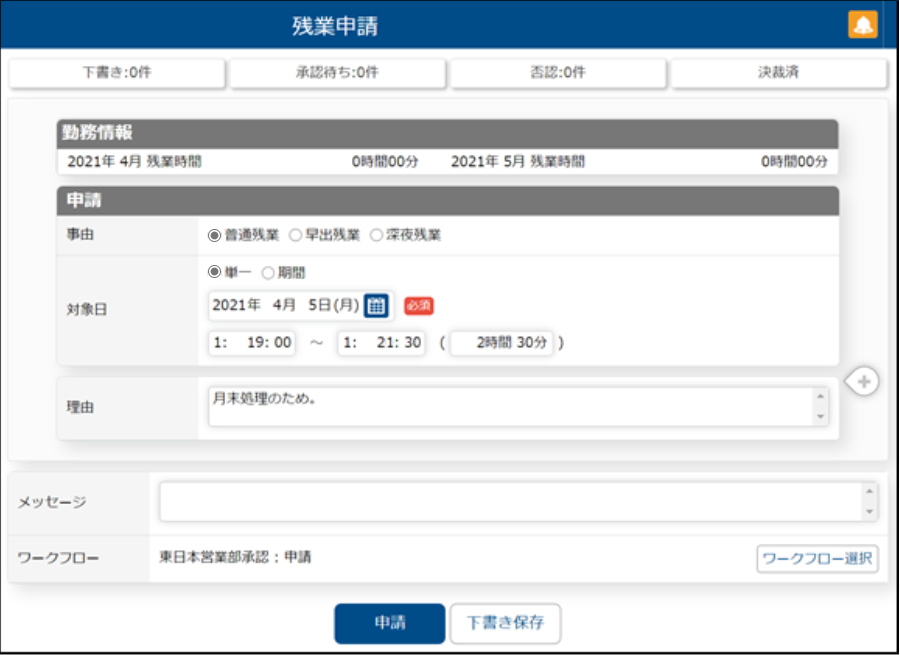 残業申請
下書き:0件 承認待ち:0件 否認:0件 決裁済
勤務情報
2021年 4月 残業時間 0時間00分 2021年 5月 残業時間 0時間00分
申請
事由 普通残業 早出残業 深夜残業
単一 期間
対象日
2021年 4月 5日(月) 必須
1: 19:00 ～ 1: 21:30 ( 2時間 30分 )
理由 月末処理のため。
メッセージ
ワークフロー 東日本営業部承認：申請 ワークフロー選択
申請 下書き保存